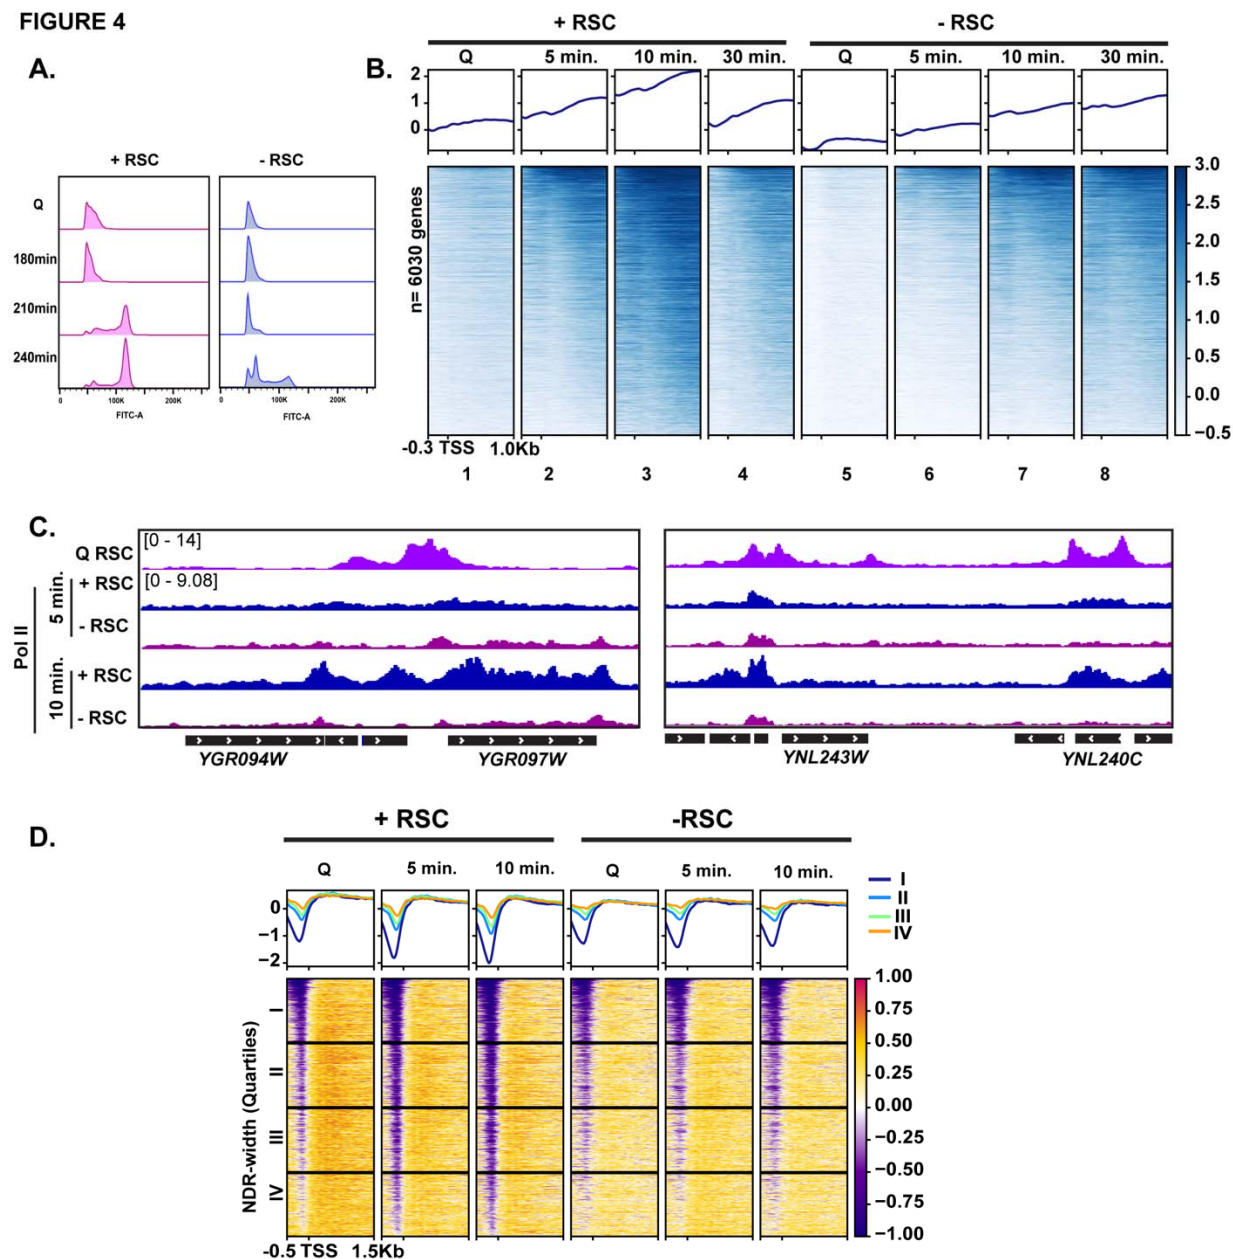 FIGURE 4
A.
+ RSC - RSC
Q
180min
210min
240min
0 100K 200K 0 100K 200K
FITC-A FITC-A
B.
+ RSC - RSC
Q 5 min. 10 min. 30 min. Q 5 min. 10 min. 30 min.
2
1
0
n= 6030 genes
3.0
2.5
2.0
1.5
1.0
0.5
0.0
−0.5
-0.3 TSS 1.0Kb
1 2 3 4 5 6 7 8
C.
Q RSC [0 - 14]
Pol II
5 min.
+ RSC [0 - 9.08]
- RSC
10 min.
+ RSC
- RSC
YGR094W YGR097W YNL243W YNL240C
D.
+ RSC -RSC
Q 5 min. 10 min. Q 5 min. 10 min.
0
−1
−2
I
II
III
IV
NDR-width (Quartiles)
I
II
III
IV
1.00
0.75
0.50
0.25
0.00
−0.25
−0.50
−0.75
−1.00
-0.5 TSS 1.5Kb